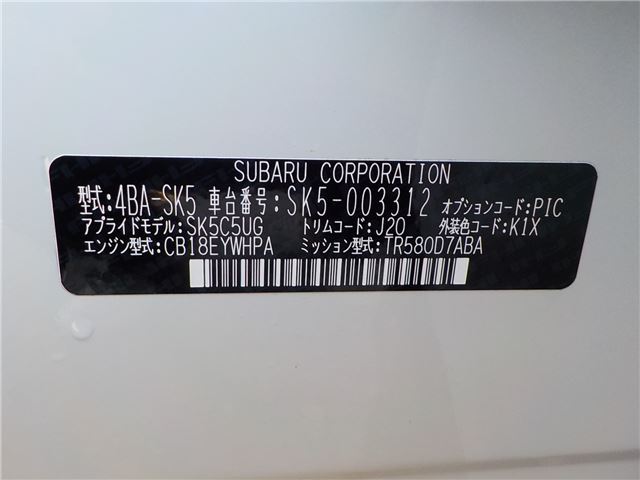 SUBARU CORPORATION
型式:4BA-SK5 車台番号:SK5-003312 オプションコード:PIC
アプライドモデル:SK5C5UG トリムコード:J20 外装色コード:K1X
エンジン型式:CB18EYWHPA ミッション型式:TR580D7ABA